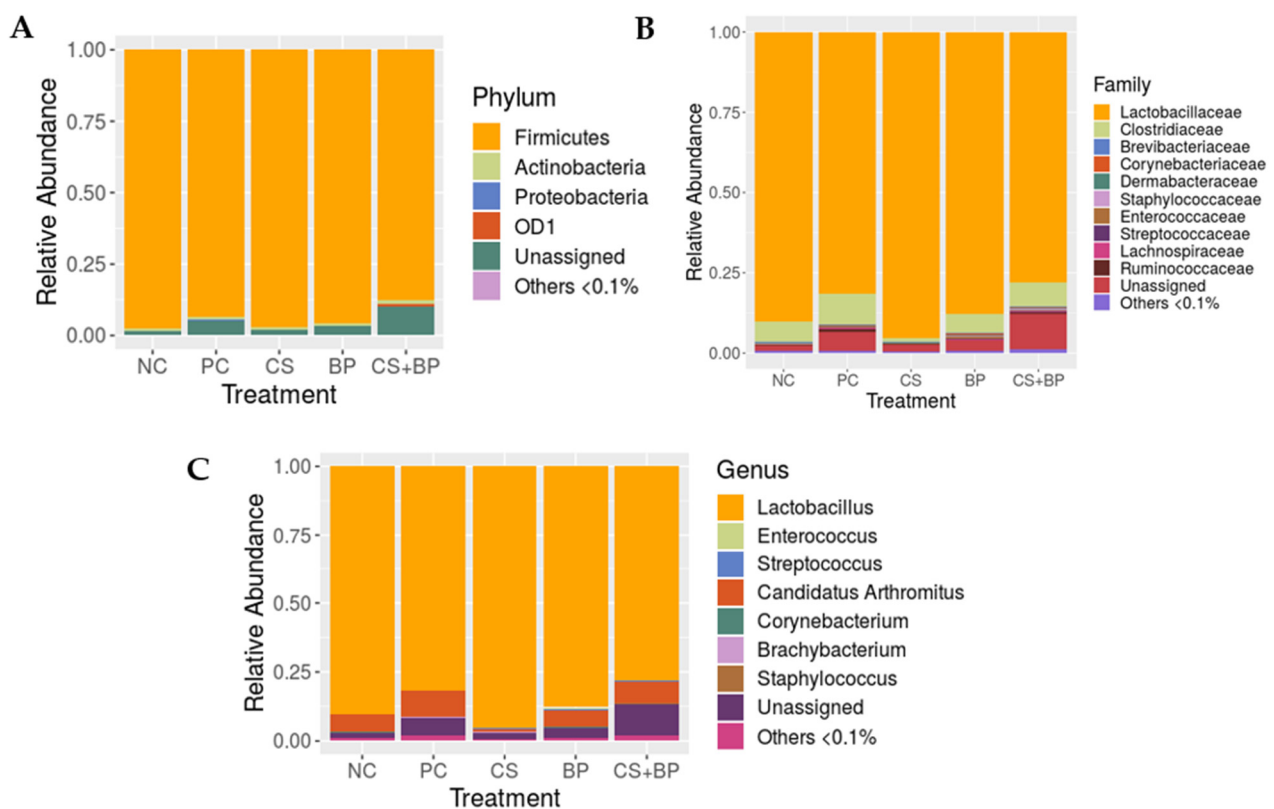 A
1.00
0.75
0.50
0.25
0.00
Relative Abundance
NC PC CS BP CS+BP
Treatment
Phylum
Firmicutes
Actinobacteria
Proteobacteria
OD1
Unassigned
Others <0.1%
B
1.00
0.75
0.50
0.25
0.00
Relative Abundance
NC PC CS BP CS+BP
Treatment
Family
Lactobacillaceae
Clostridiaceae
Brevibacteriaceae
Corynebacteriaceae
Dermabacteraceae
Staphylococcaceae
Enterococcaceae
Streptococcaceae
Lachnospiraceae
Ruminococcaceae
Unassigned
Others <0.1%
C
1.00
0.75
0.50
0.25
0.00
Relative Abundance
NC PC CS BP CS+BP
Treatment
Genus
Lactobacillus
Enterococcus
Streptococcus
Candidatus Arthromitus
Corynebacterium
Brachybacterium
Staphylococcus
Unassigned
Others <0.1%